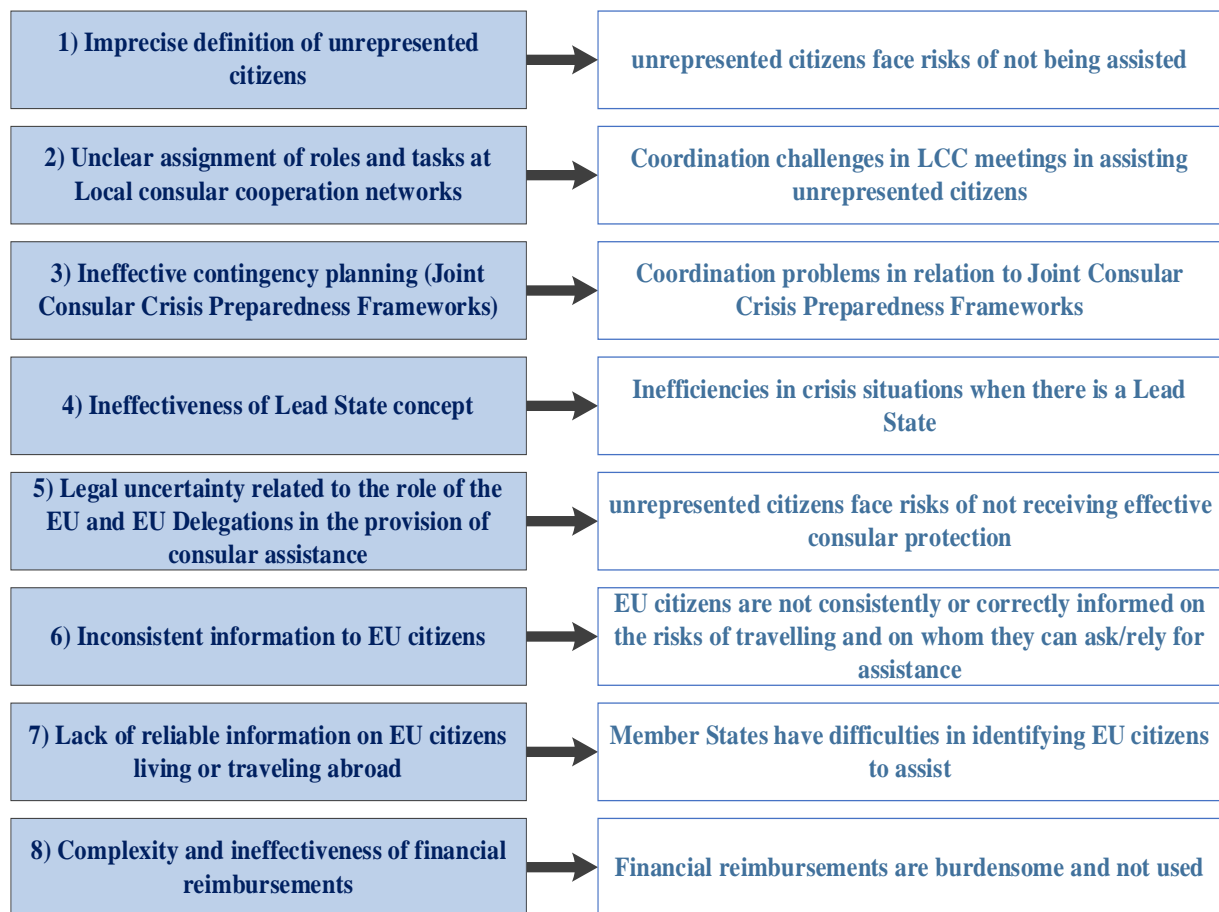 1) Imprecise definition of unrepresented
citizens
unrepresented citizens face risks of not being assisted
2) Unclear assignment of roles and tasks at
Local consular cooperation networks
Coordination challenges in LCC meetings in assisting
unrepresented citizens
3) Ineffective contingency planning (Joint
Consular Crisis Preparedness Frameworks)
Coordination problems in relation to Joint Consular
Crisis Preparedness Frameworks
4) Ineffectiveness of Lead State concept
Inefficiencies in crisis situations when there is a Lead
State
5) Legal uncertainty related to the role of the
EU and EU Delegations in the provision of
consular assistance
unrepresented citizens face risks of not receiving effective
consular protection
6) Inconsistent information to EU citizens
EU citizens are not consistently or correctly informed on
the risks of travelling and on whom they can ask/rely for
assistance
7) Lack of reliable information on EU citizens
living or traveling abroad
Member States have difficulties in identifying EU citizens
to assist
8) Complexity and ineffectiveness of financial
reimbursements
Financial reimbursements are burdensome and not used